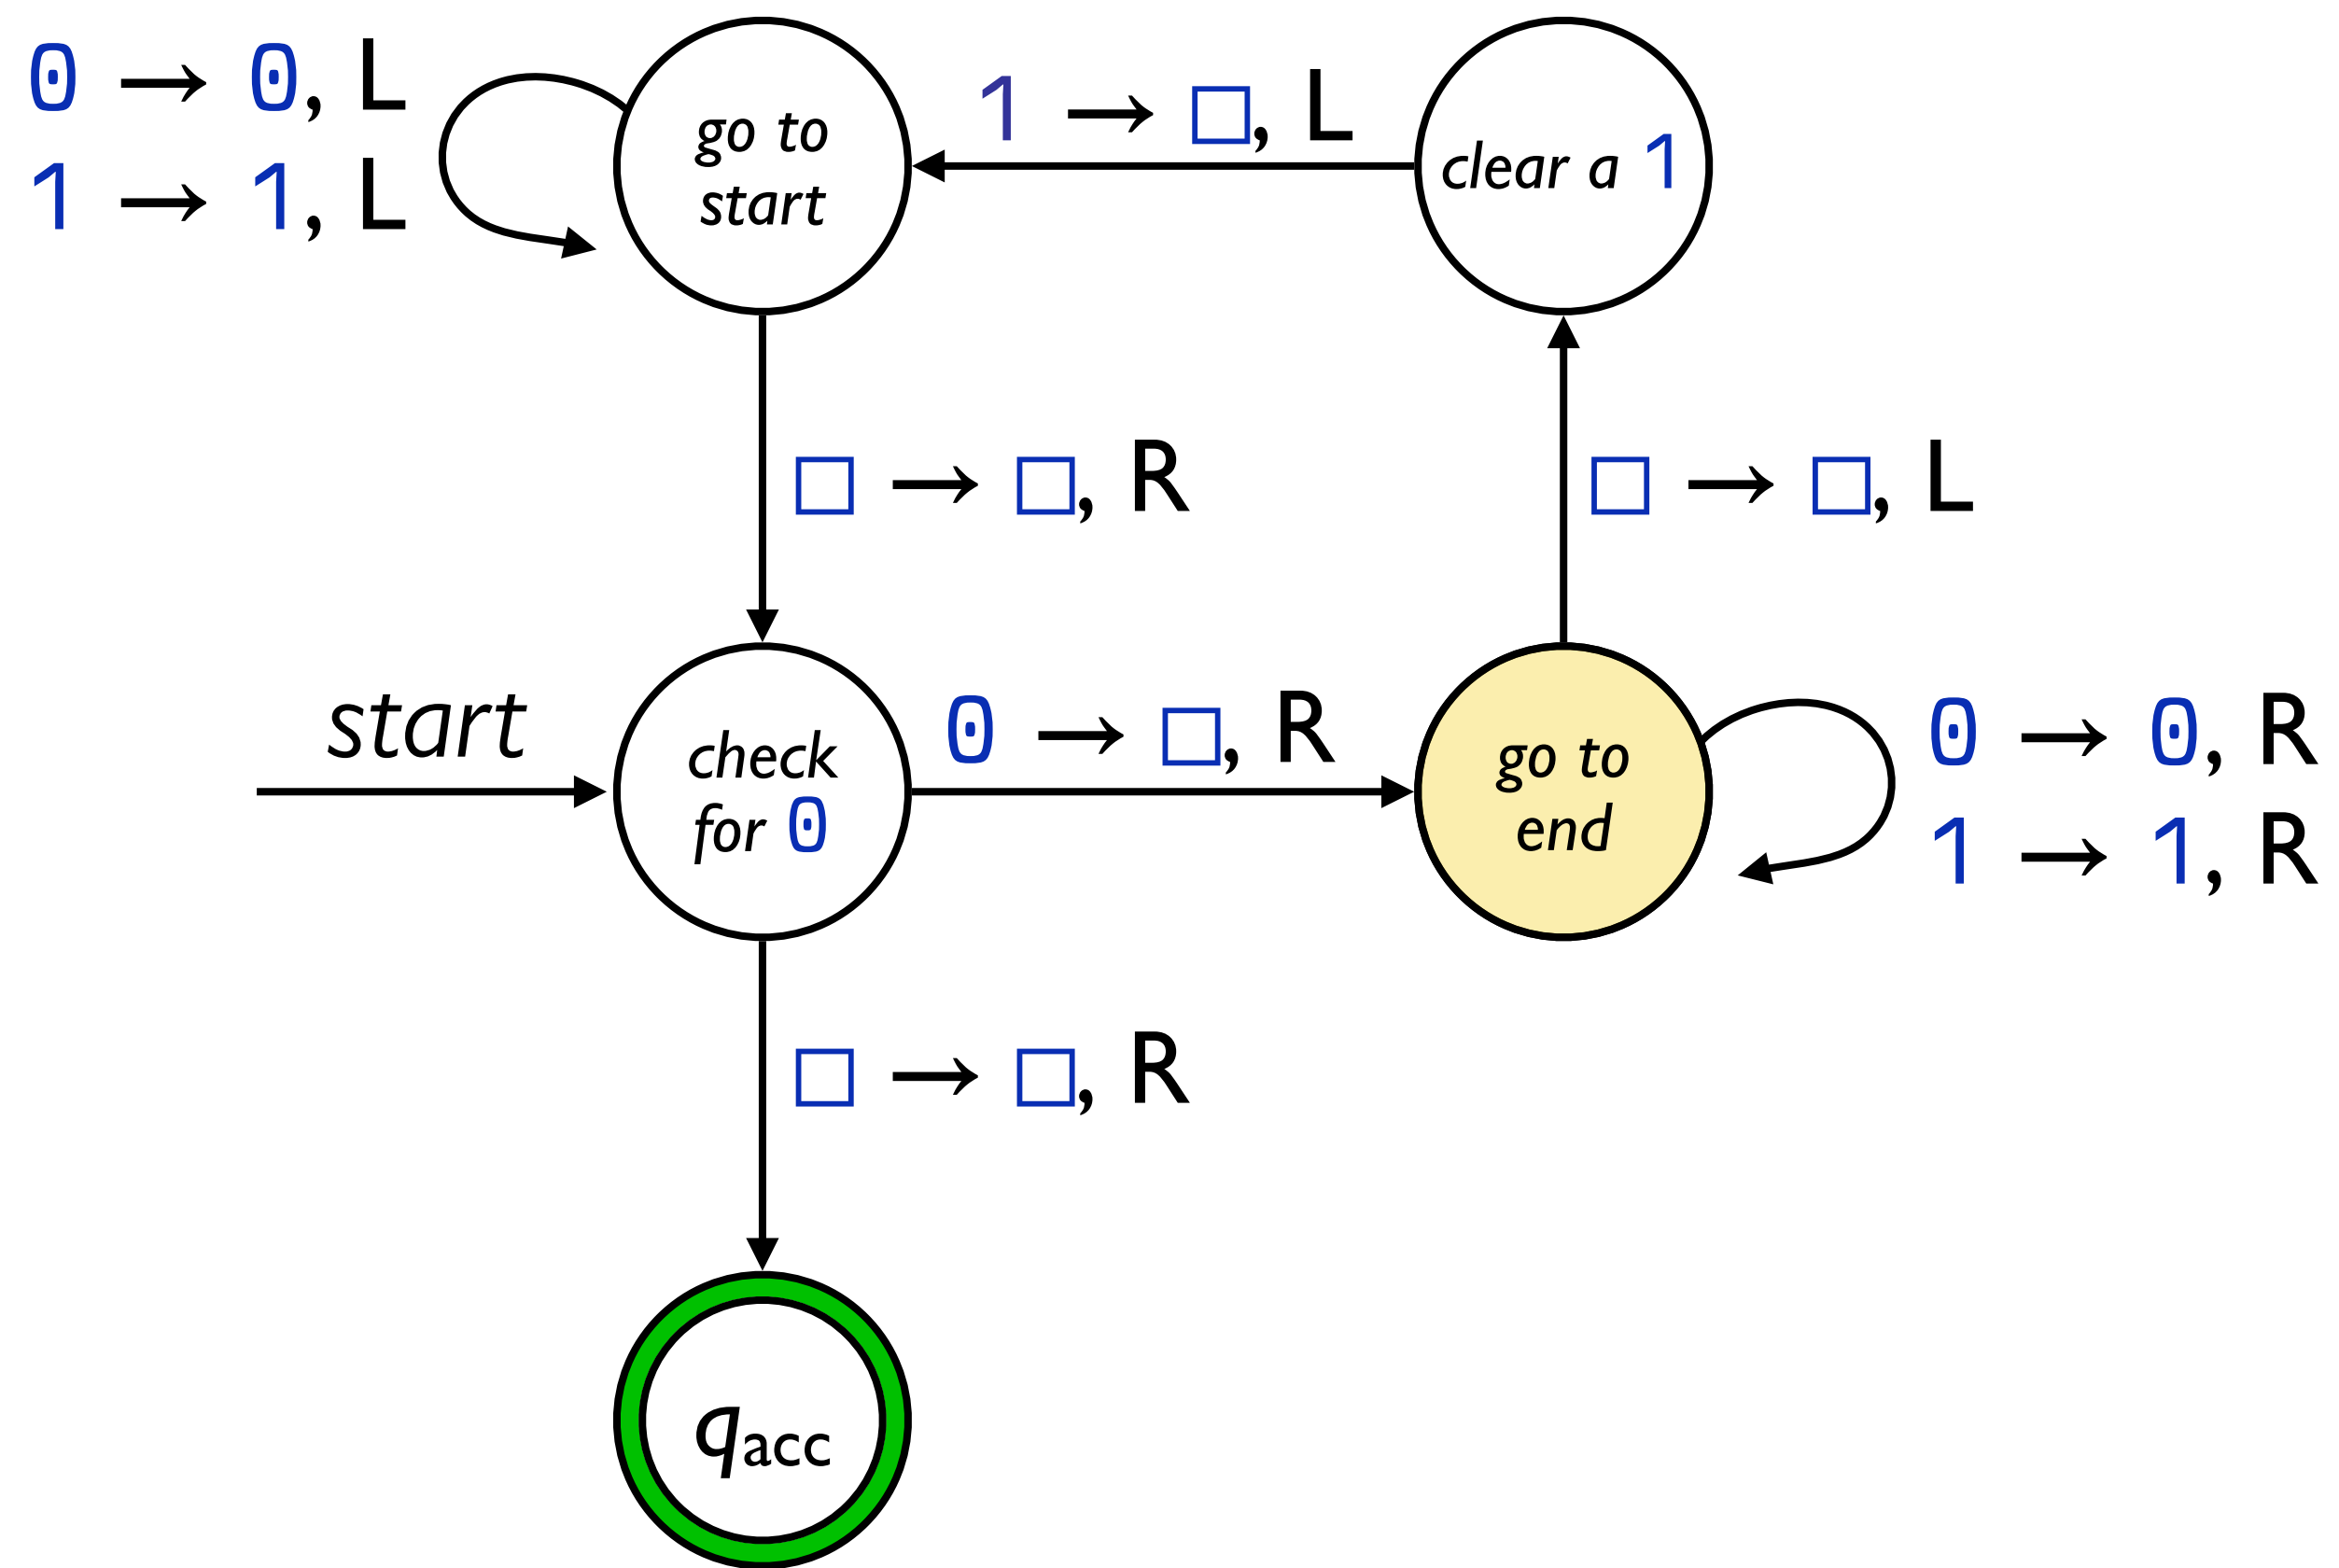 0 → 0, L
1 → 1, L
go to
start
1 → □, L
clear a 1
□ → □, R
□ → □, L
start
check
for 0
0 → □, R
go to
end
0 → 0, R
1 → 1, R
□ → □, R
qacc